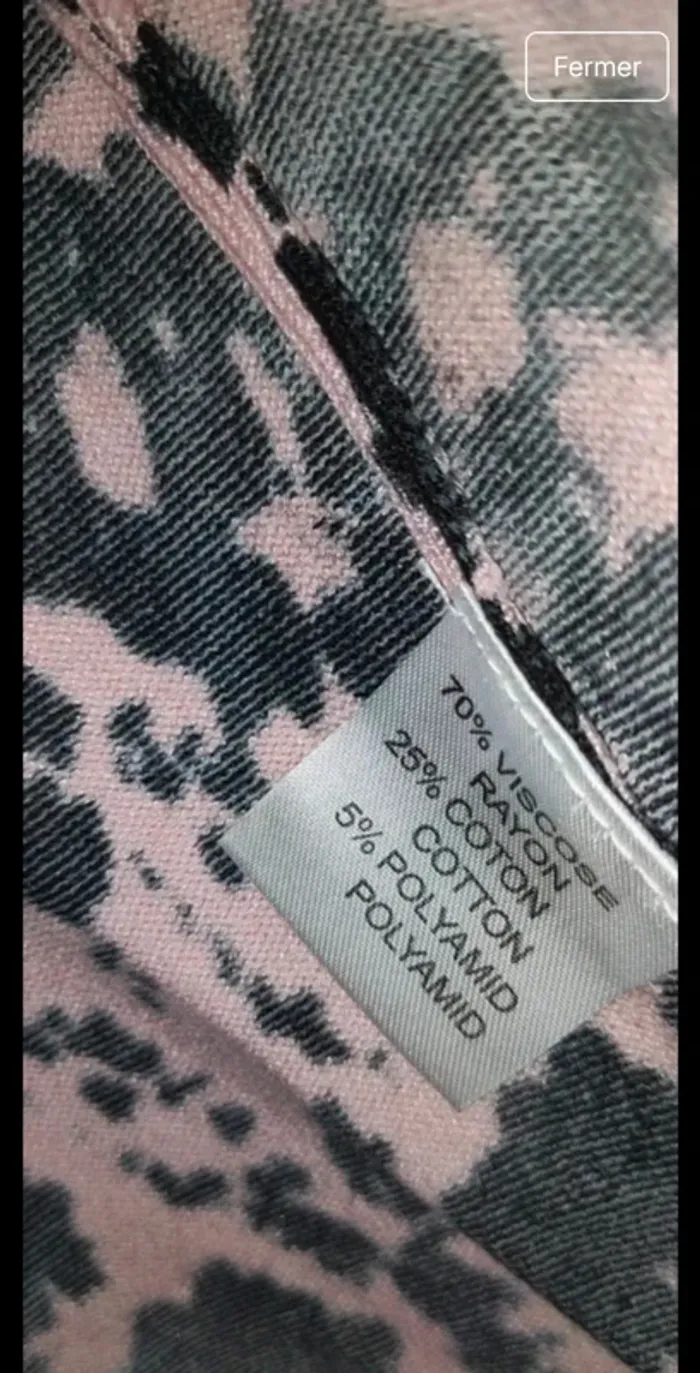 Fermer
70% VISCOSE
RAYON
25% COTON
COTTON
5% POLYAMID
POLYAMID